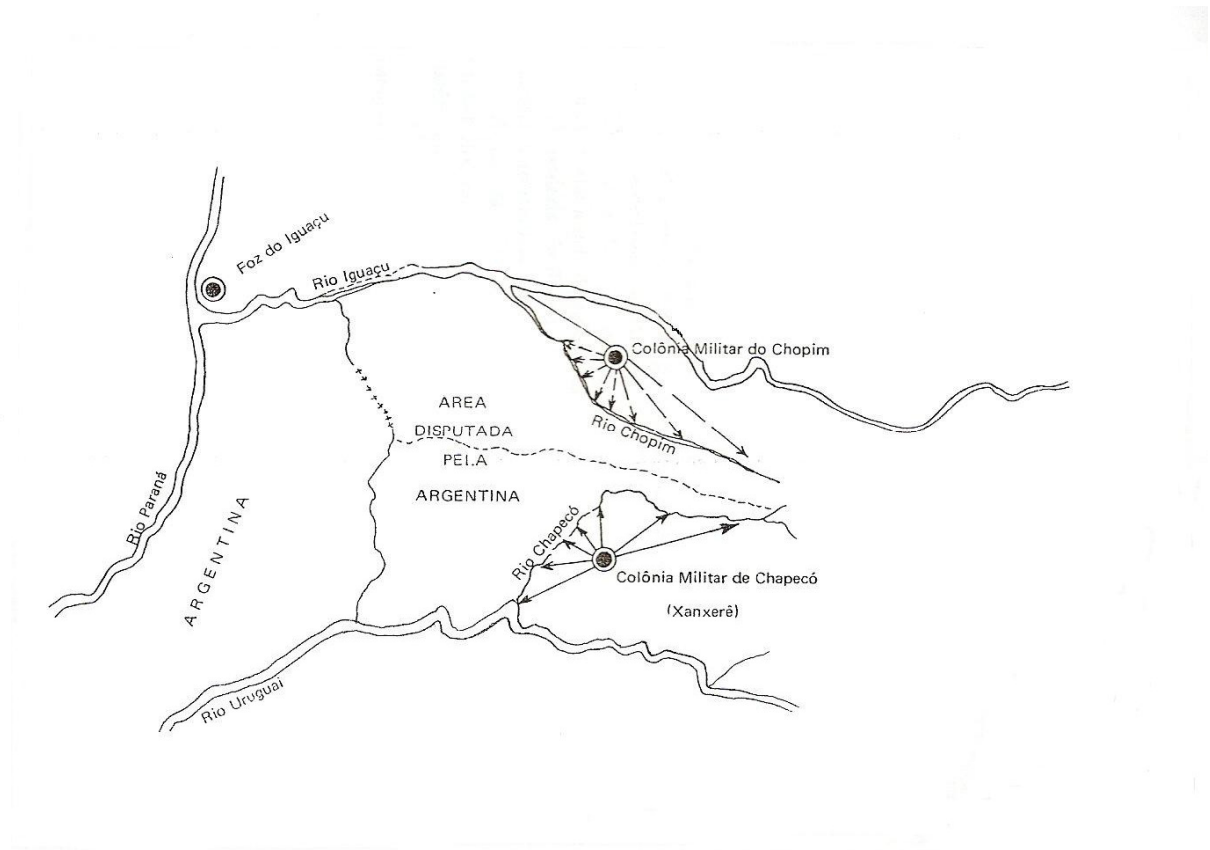 Foz do Iguaçu
Rio Iguaçu
Colônia Militar do Chopim
AREA
DISPUTADA
PELA
ARGENTINA
Rio Chopim
Rio Paraná
ARGENTINA
Rio Chapecó
Colônia Militar de Chapecó
(Xanxerê)
Rio Uruguai